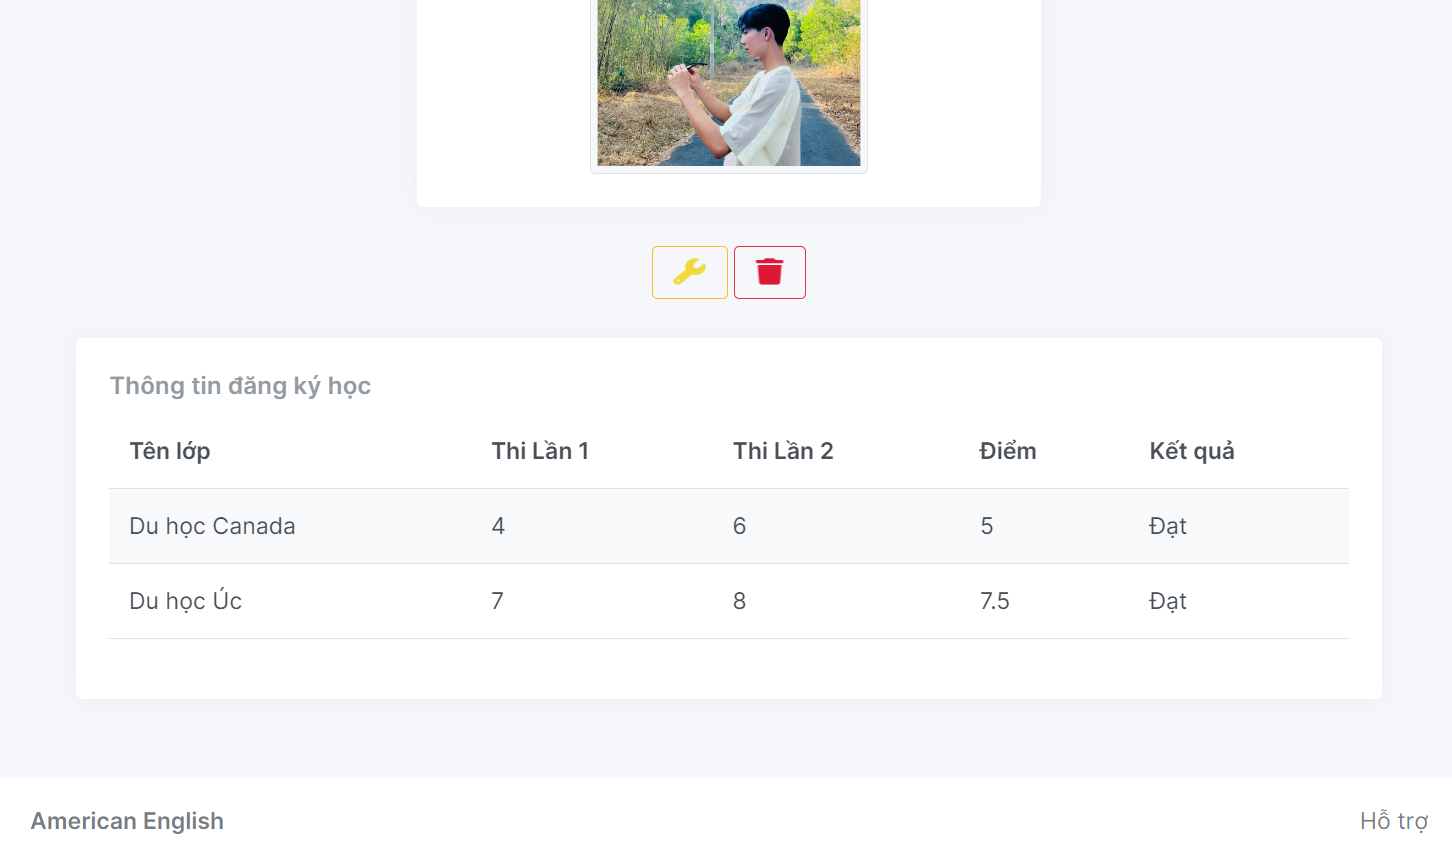 Thông tin đăng ký học
Tên lớp Thi Lần 1 Thi Lần 2 Điểm Kết quả
Du học Canada 4 6 5 Đạt
Du học Úc 7 8 7.5 Đạt
American English Hỗ trợ